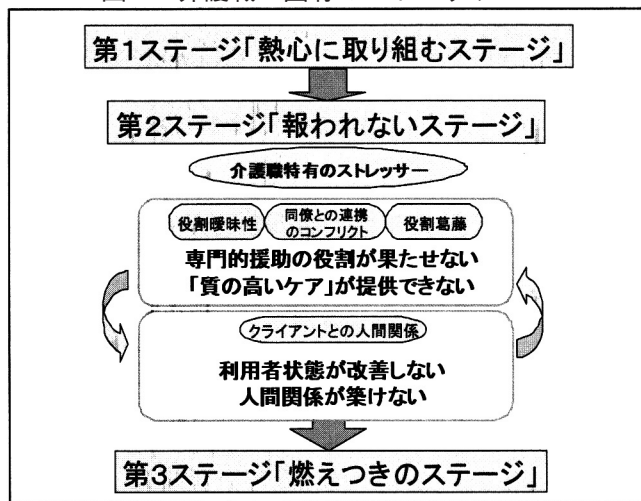 第1ステージ「熱心に取り組むステージ」
第2ステージ「報われないステージ」
介護職特有のストレッサー
役割曖昧性
同僚との連携
のコンフリクト
役割葛藤
専門的援助の役割が果たせない
「質の高いケア」が提供できない
クライアントとの人間関係
利用者状態が改善しない
人間関係が築けない
第3ステージ「燃えつきのステージ」